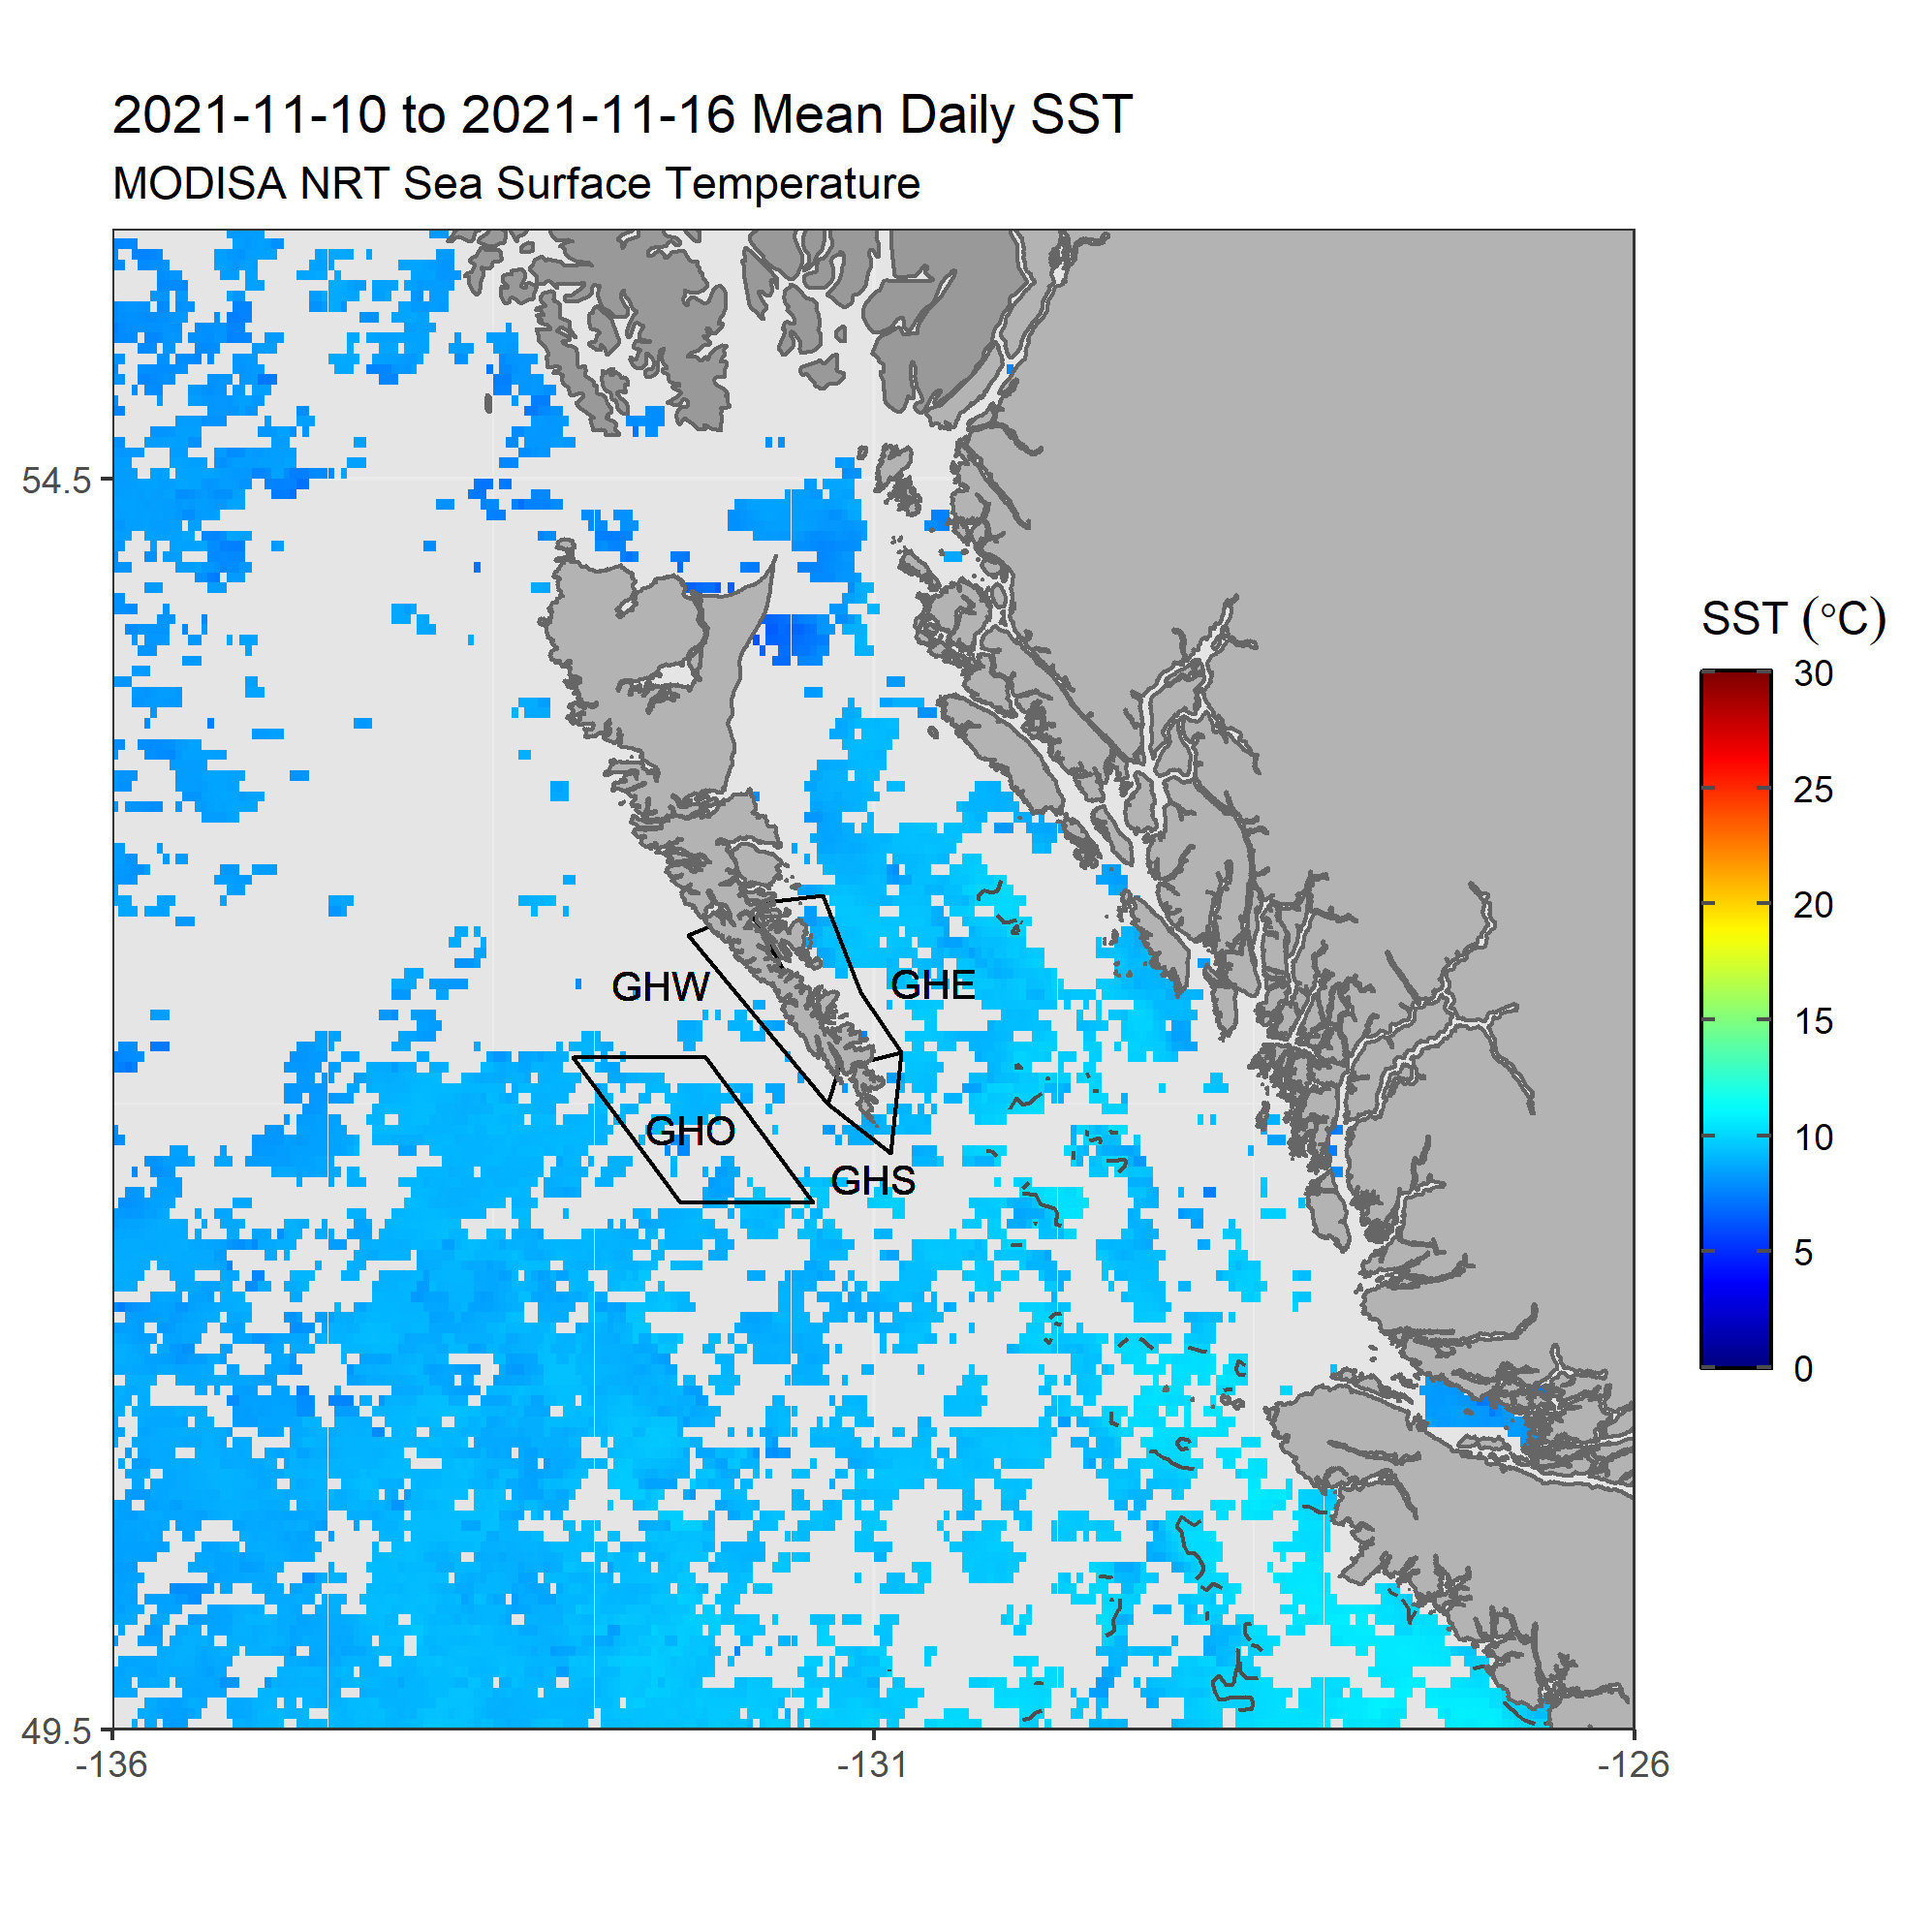 2021-11-10 to 2021-11-16 Mean Daily SST
MODISA NRT Sea Surface Temperature
54.5
49.5
-136
-131
-126
GHW
GHE
GHO
GHS
SST (°C)
30
25
20
15
10
5
0